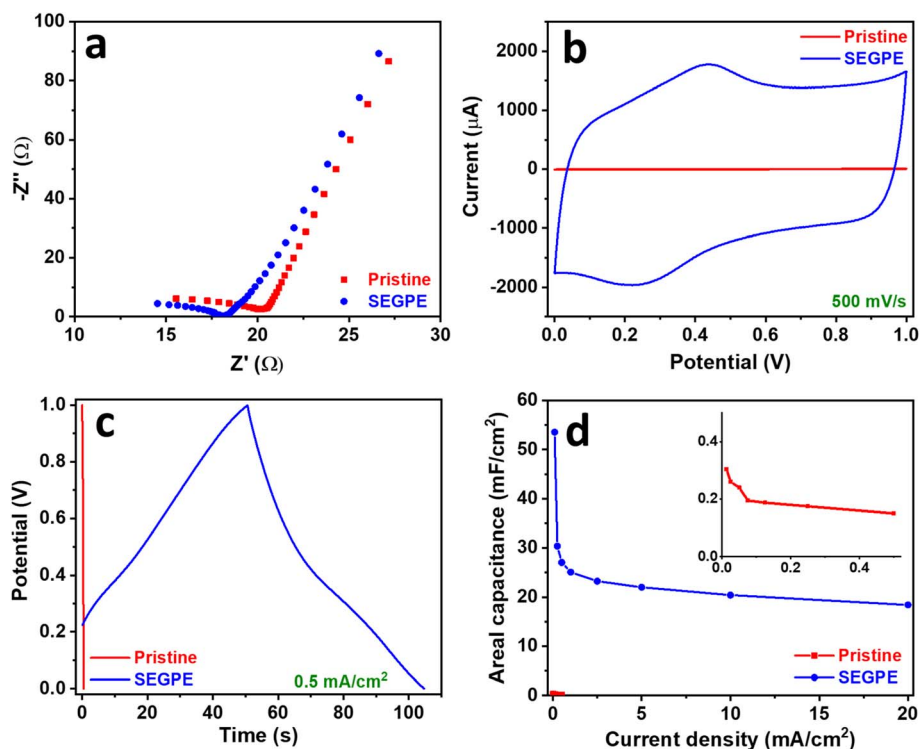 a
100
80
60
40
20
0
-Z'' (Ω)
Pristine
SEGPE
10 15 20 25 30
Z' (Ω)
b
2000
1000
0
-1000
-2000
Current (μA)
Pristine
SEGPE
500 mV/s
0.0 0.2 0.4 0.6 0.8 1.0
Potential (V)
c
1.0
0.8
0.6
0.4
0.2
0.0
Potential (V)
Pristine
SEGPE
0.5 mA/cm²
0 20 40 60 80 100
Time (s)
d
60
50
40
30
20
10
0
Areal capacitance (mF/cm²)
0.4
0.2
0.0
0.0 0.2 0.4
Pristine
SEGPE
0 5 10 15 20
Current density (mA/cm²)